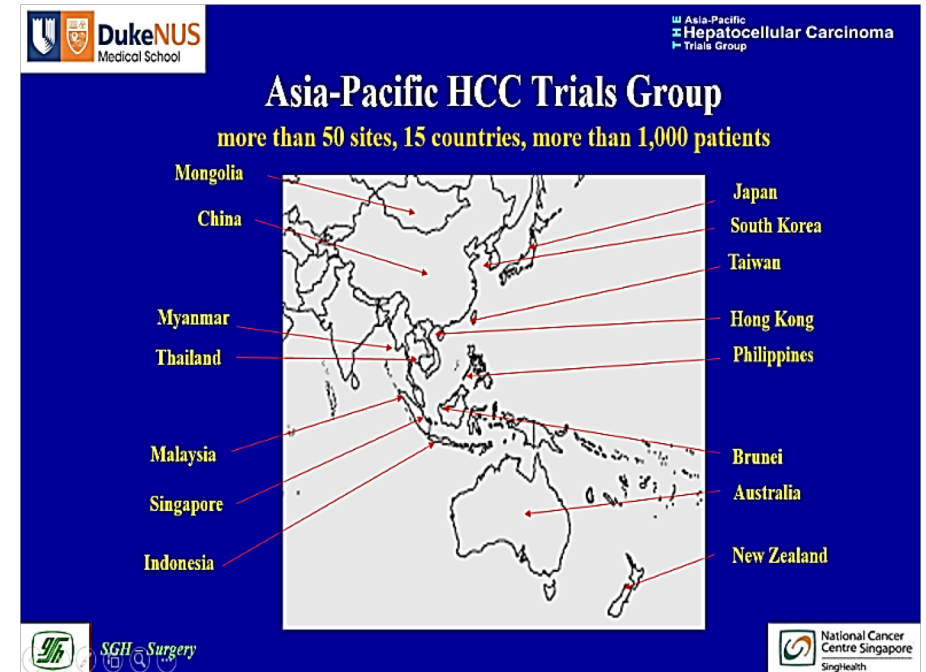 DukeNUS
Medical School
THE
Asia-Pacific
Hepatocellular Carcinoma
Trials Group
Asia-Pacific HCC Trials Group
more than 50 sites, 15 countries, more than 1,000 patients
Mongolia
China
Myanmar
Thailand
Malaysia
Singapore
Indonesia
Japan
South Korea
Taiwan
Hong Kong
Philippines
Brunei
Australia
New Zealand
SGH – Surgery
National Cancer
Centre Singapore
SingHealth